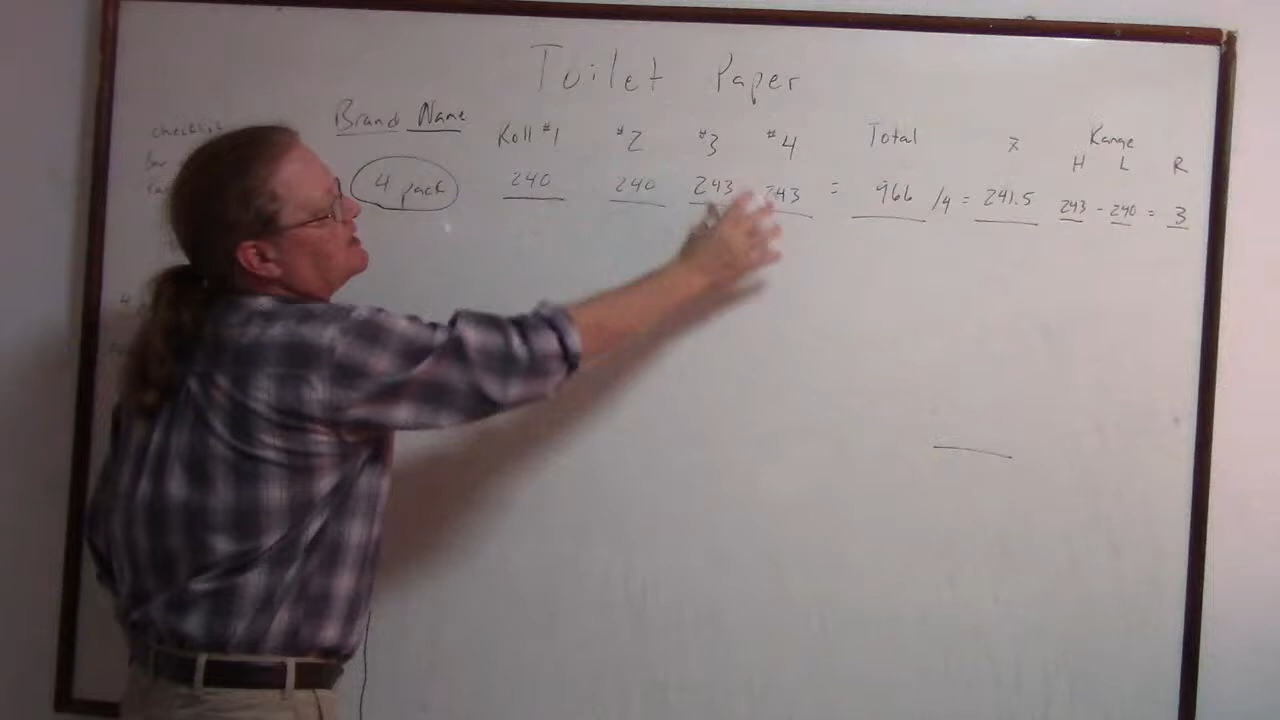 Toilet Paper
checklist
Brand Name Roll #1 #2 #3 #4 Total x̄ Range
H L R
4 pack 240 240 243 243 = 966 /4 = 241.5 243 - 240 = 3